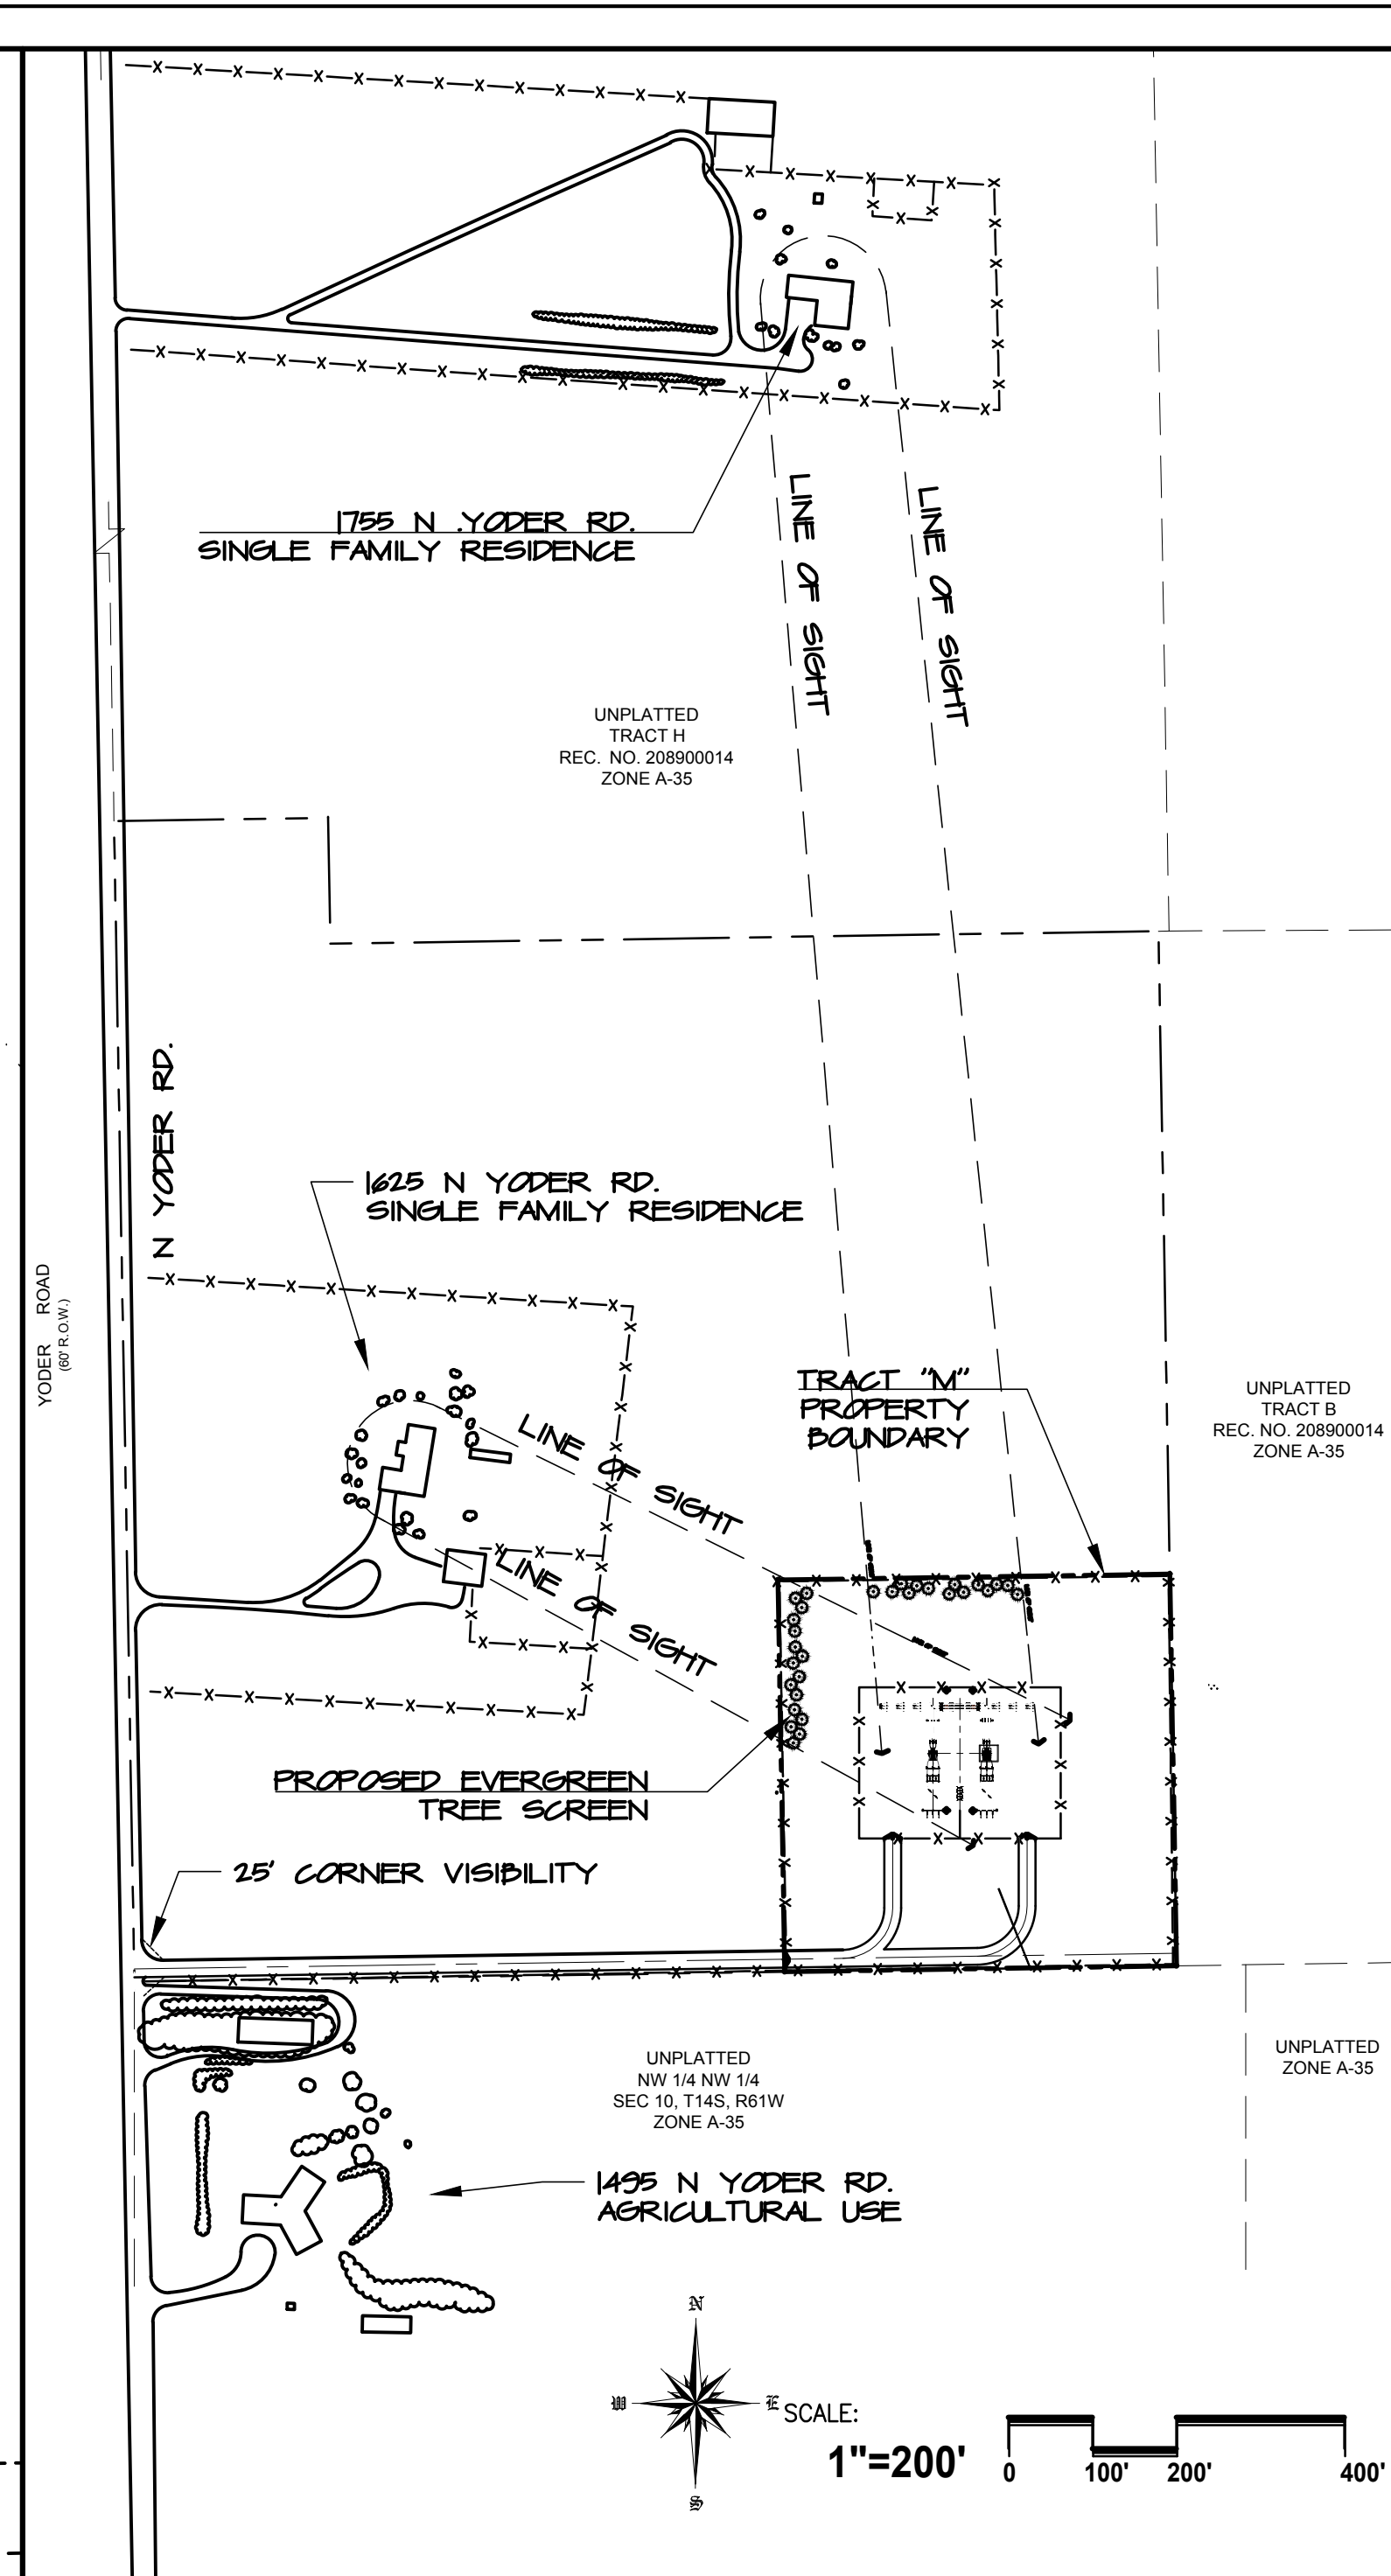 1755 N .YODER RD.
SINGLE FAMILY RESIDENCE
LINE OF SIGHT
LINE OF SIGHT
UNPLATTED
TRACT H
REC. NO. 208900014
ZONE A-35
N YODER RD.
YODER ROAD
(60' R.O.W.)
1625 N YODER RD.
SINGLE FAMILY RESIDENCE
LINE OF SIGHT
LINE OF SIGHT
TRACT "M"
PROPERTY
BOUNDARY
UNPLATTED
TRACT B
REC. NO. 208900014
ZONE A-35
PROPOSED EVERGREEN
TREE SCREEN
25' CORNER VISIBILITY
UNPLATTED
NW 1/4 NW 1/4
SEC 10, T14S, R61W
ZONE A-35
UNPLATTED
ZONE A-35
1495 N YODER RD.
AGRICULTURAL USE
N
W
E
S
SCALE:
1"=200'
0 100' 200' 400'